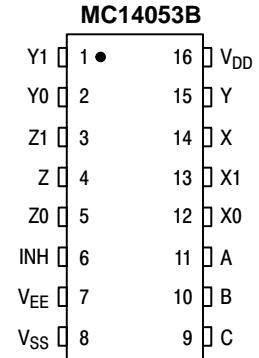 MC14053B
Y1 1 16 VDD
Y0 2 15 Y
Z1 3 14 X
Z 4 13 X1
Z0 5 12 X0
INH 6 11 A
VEE 7 10 B
VSS 8 9 C